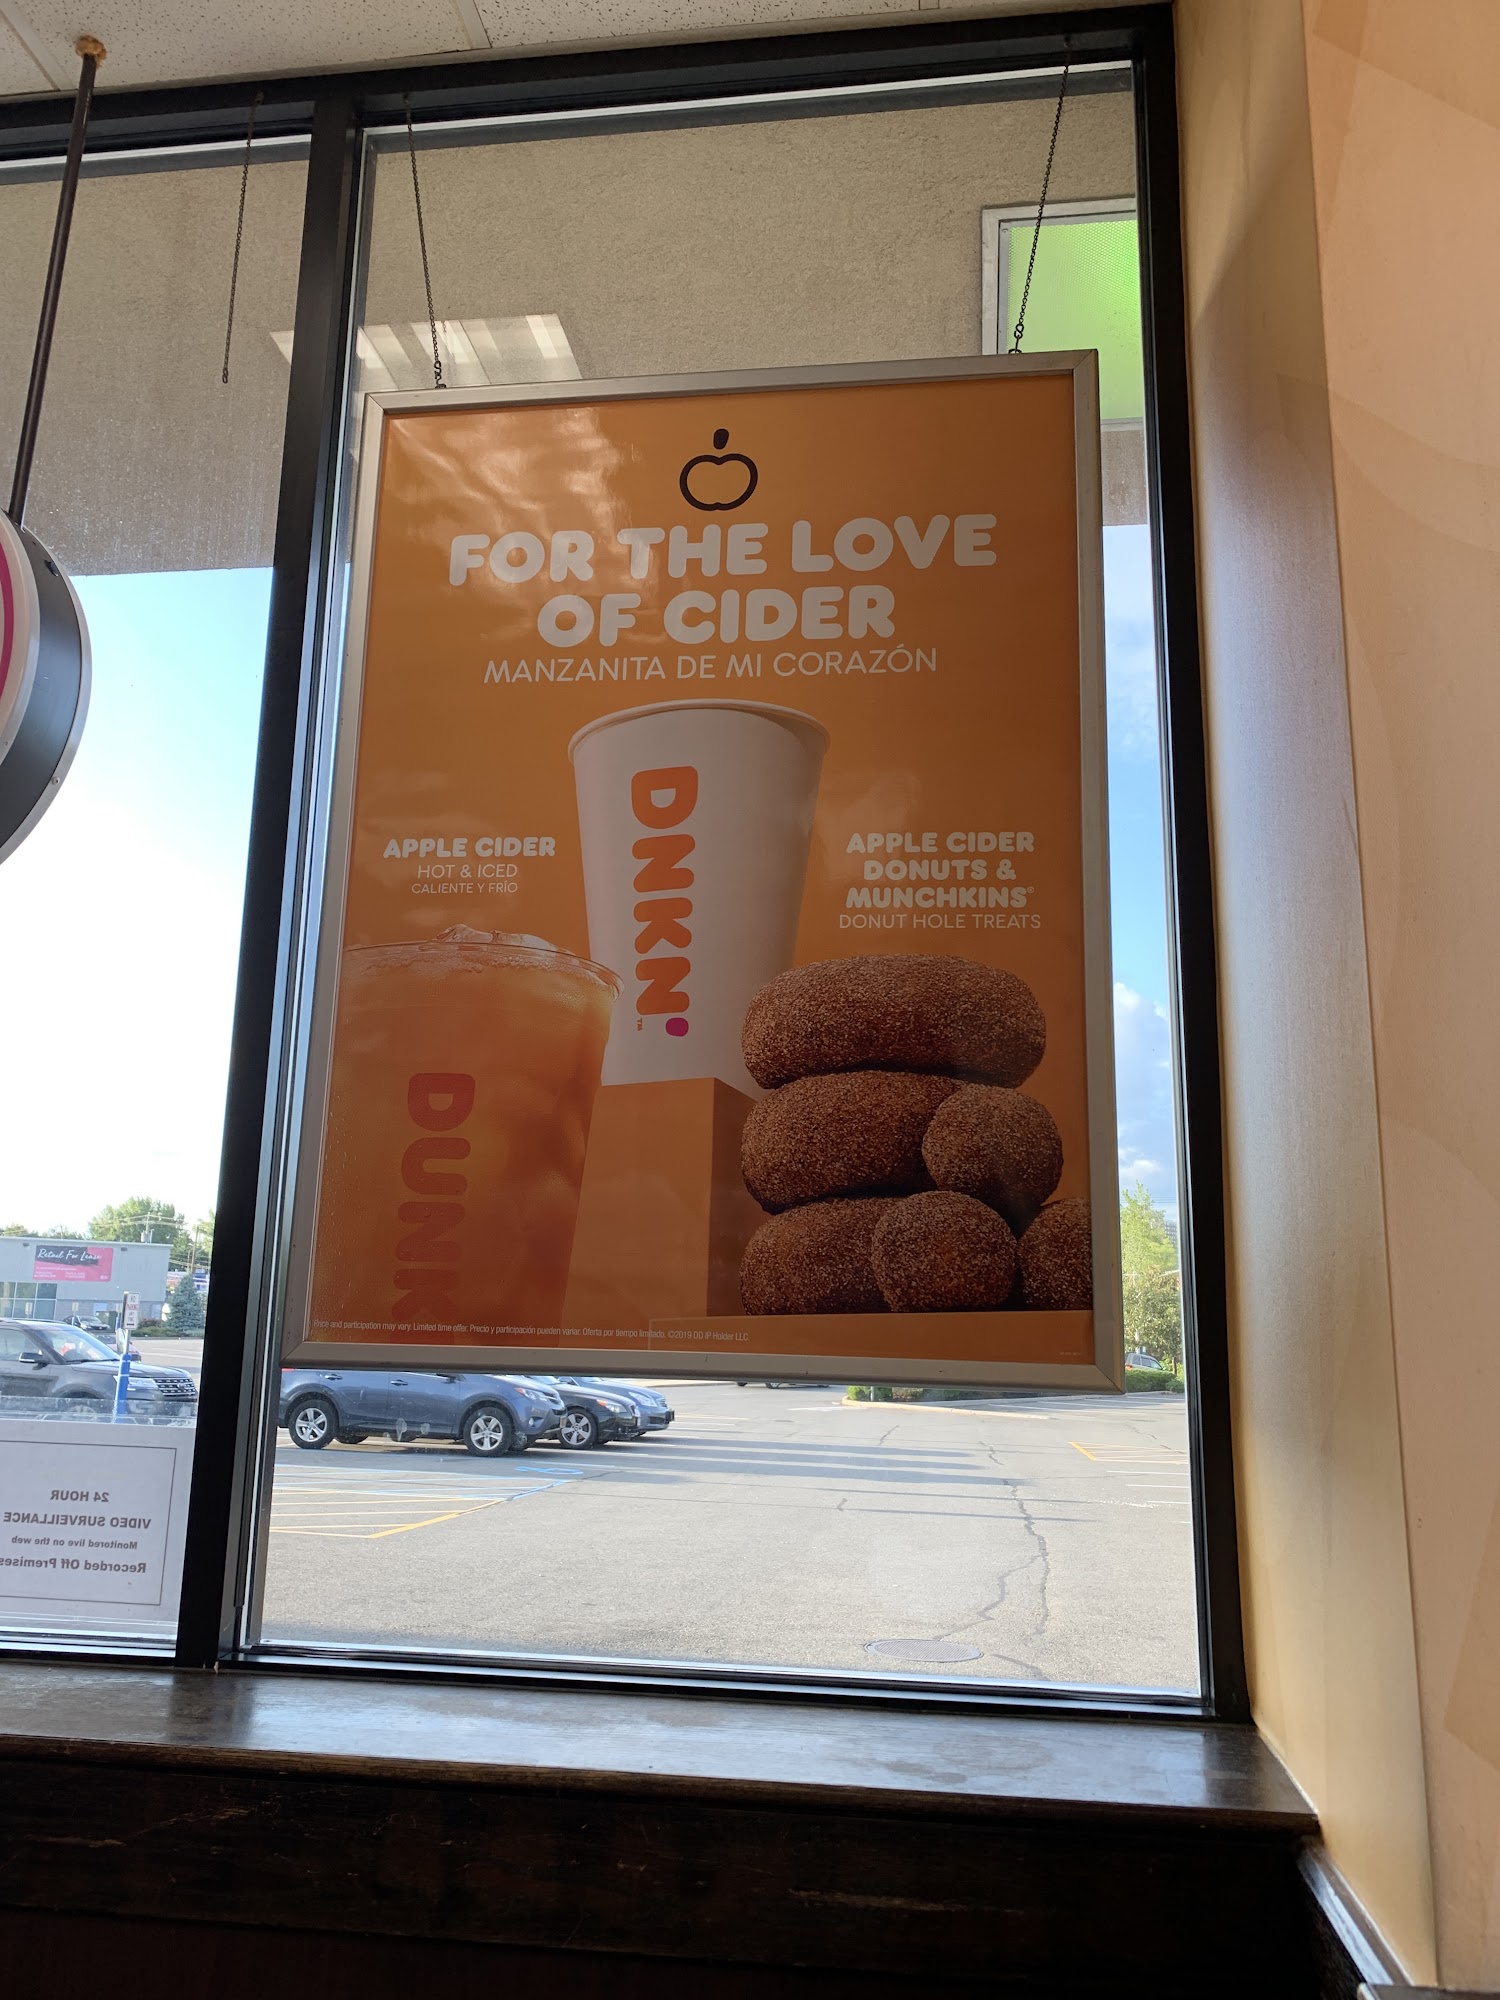 FOR THE LOVE
OF CIDER
MANZANITA DE MI CORAZÓN
DNKN'
TM
APPLE CIDER
HOT & ICED
CALIENTE Y FRÍO
APPLE CIDER
DONUTS &
MUNCHKINS®
DONUT HOLE TREATS
DUNK
Price and participation may vary. Limited time offer. Precio y participación pueden variar. Oferta por tiempo limitado. ©2019 DD IP Holder LLC
Retail For Lease
24 HOUR
VIDEO SURVEILLANCE
Monitored live on the web
Recorded Off Premises